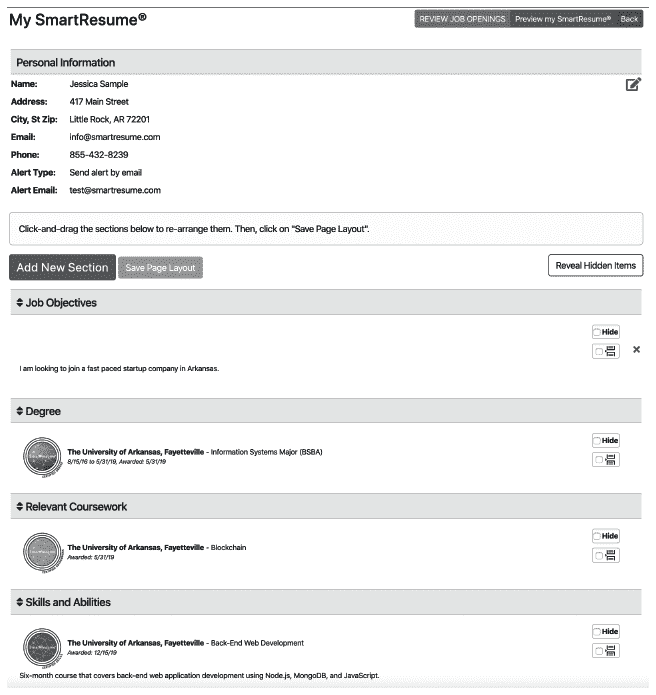 My SmartResume®
REVIEW JOB OPENINGS Preview my SmartResume® Back
Personal Information
Name: Jessica Sample
Address: 417 Main Street
City, St Zip: Little Rock, AR 72201
Email: info@smartresume.com
Phone: 855-432-8239
Alert Type: Send alert by email
Alert Email: test@smartresume.com
Click-and-drag the sections below to re-arrange them. Then, click on "Save Page Layout".
Add New Section Save Page Layout Reveal Hidden Items
Job Objectives
Hide
I am looking to join a fast paced startup company in Arkansas.
Degree
Hide
The University of Arkansas, Fayetteville - Information Systems Major (BSBA)
8/15/16 to 5/31/19, Awarded: 5/31/19
Relevant Coursework
Hide
The University of Arkansas, Fayetteville - Blockchain
Awarded: 5/31/19
Skills and Abilities
Hide
The University of Arkansas, Fayetteville - Back-End Web Development
Awarded: 12/15/19
Six-month course that covers back-end web application development using Node.js, MongoDB, and JavaScript.